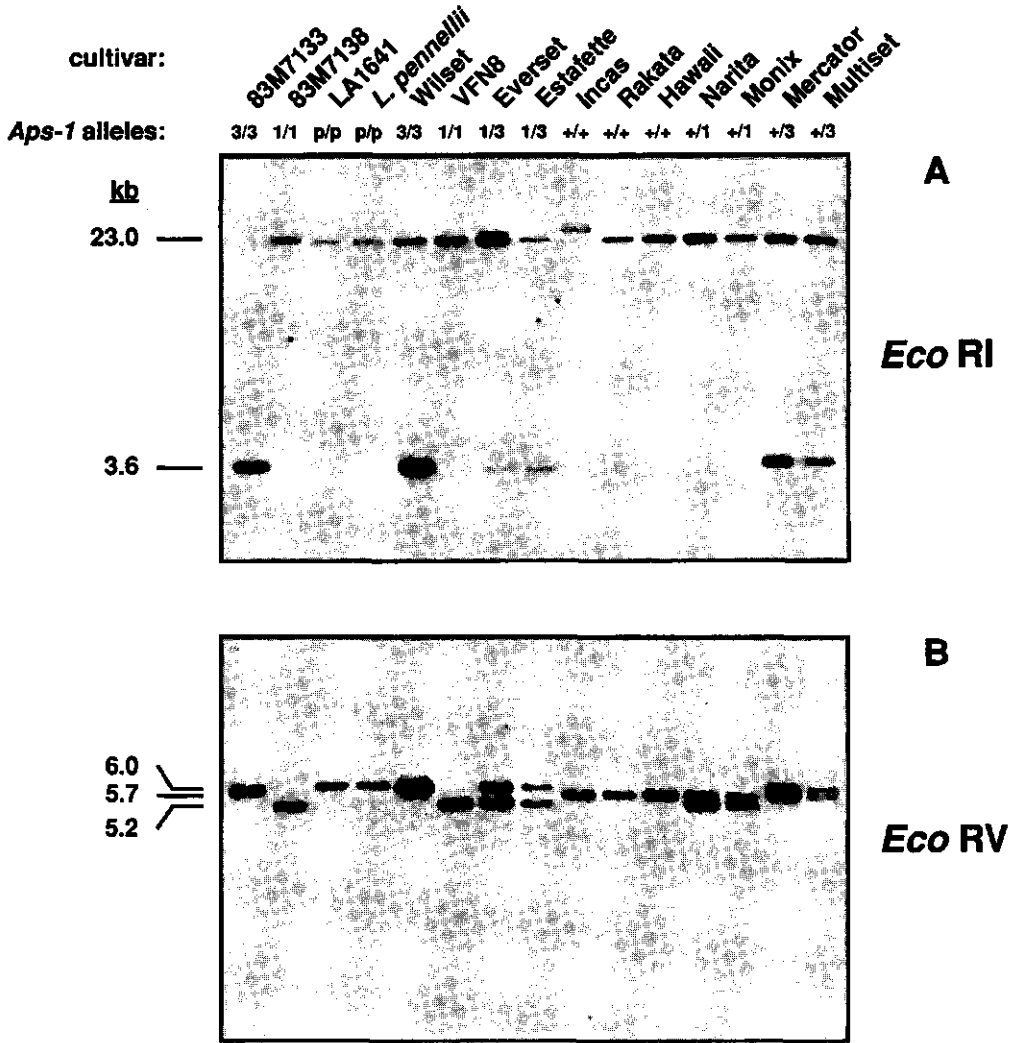 cultivar: 83M7133 83M7138 LA1641 L. pennellii Wilset VFN8 Everset Estafette Incas Rakata Hawaii Narita Monix Mercator Multiset
Aps-1 alleles: 3/3 1/1 p/p p/p 3/3 1/1 1/3 1/3 +/+ +/+ +/+ +/1 +/1 +/3 +/3
A
kb
23.0
Eco RI
3.6
B
6.0
5.7
5.2
Eco RV